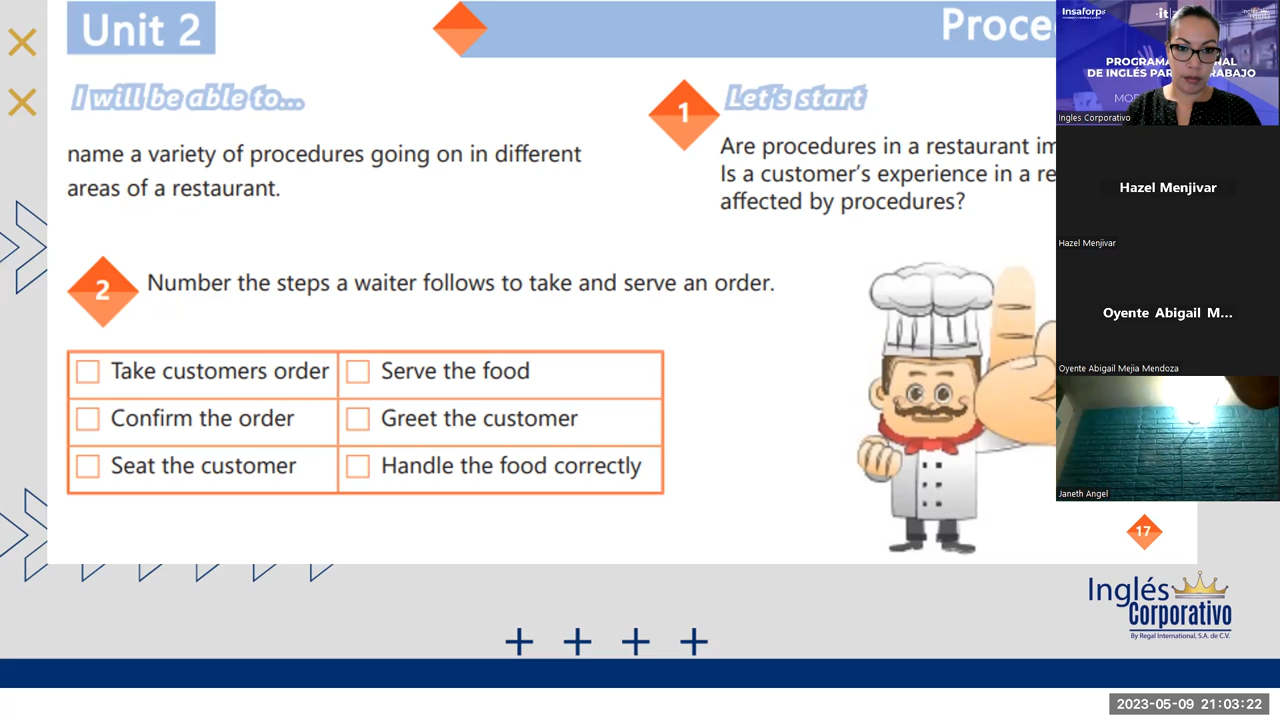 Unit 2
Proce
I will be able to...
name a variety of procedures going on in different
areas of a restaurant.
1
Let's start
Are procedures in a restaurant im
Is a customer's experience in a re
affected by procedures?
2
Number the steps a waiter follows to take and serve an order.
Take customers order
Serve the food
Confirm the order
Greet the customer
Seat the customer
Handle the food correctly
17
Inglés
Corporativo
By Regal International, S.A. de C.V.
Insaforp
PROGRAMA
NAL
DE INGLÉS PAR
RABAJO
Ingles Corporativo
Hazel Menjivar
Hazel Menjivar
Oyente Abigail M...
Oyente Abigail Mejia Mendoza
Janeth Angel
2023-05-09 21:03:22